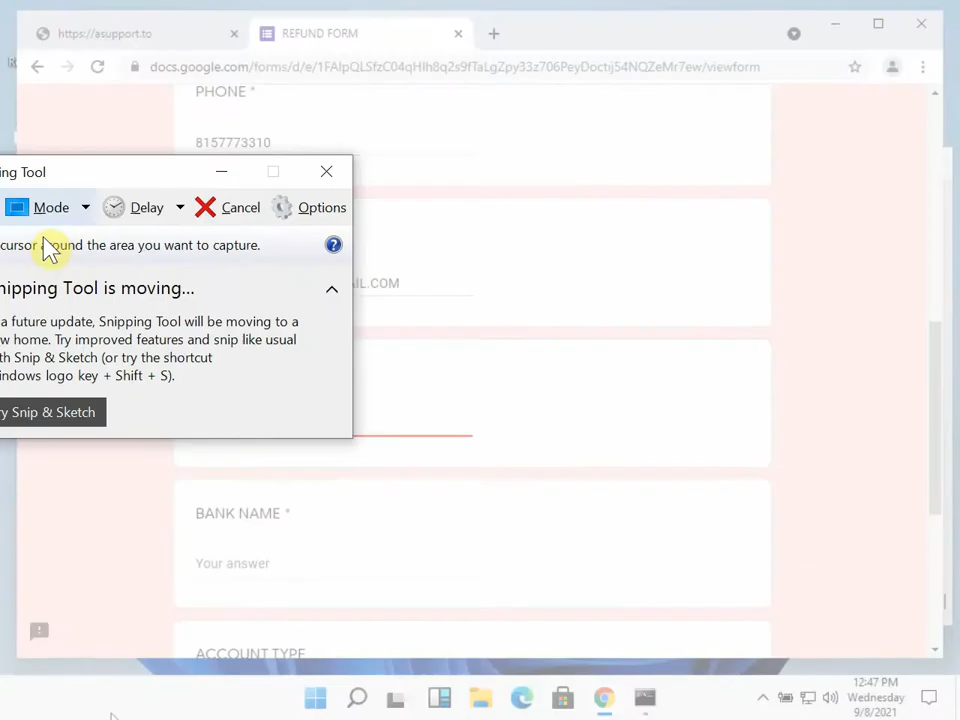 https://asupport.to
REFUND FORM
docs.google.com/forms/d/e/1FAIpQLSfzC04qHIh8q2s9fTaLgZpy33z706PeyDoctij54NQZeMr7ew/viewform
PHONE *
8157773310
ing Tool
Mode
Delay
Cancel
Options
cursor around the area you want to capture.
IL.COM
nipping Tool is moving...
a future update, Snipping Tool will be moving to a
w home. Try improved features and snip like usual
th Snip & Sketch (or try the shortcut
indows logo key + Shift + S).
ry Snip & Sketch
BANK NAME *
Your answer
ACCOUNT TYPE
12:47 PM
Wednesday
9/8/2021